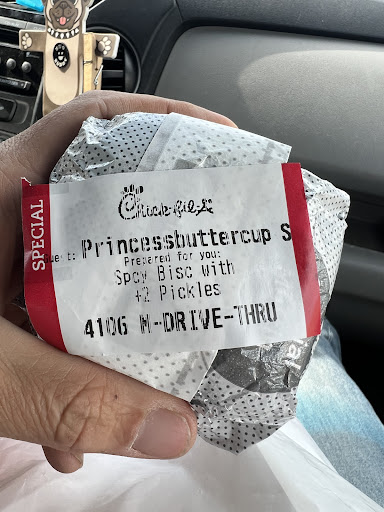 SPECIAL
Chick-fil-A
Princessbuttercup S
Prepared for you:
Spcy Bisc With
+2 Pickles
4106 M-DRIVE-THRU